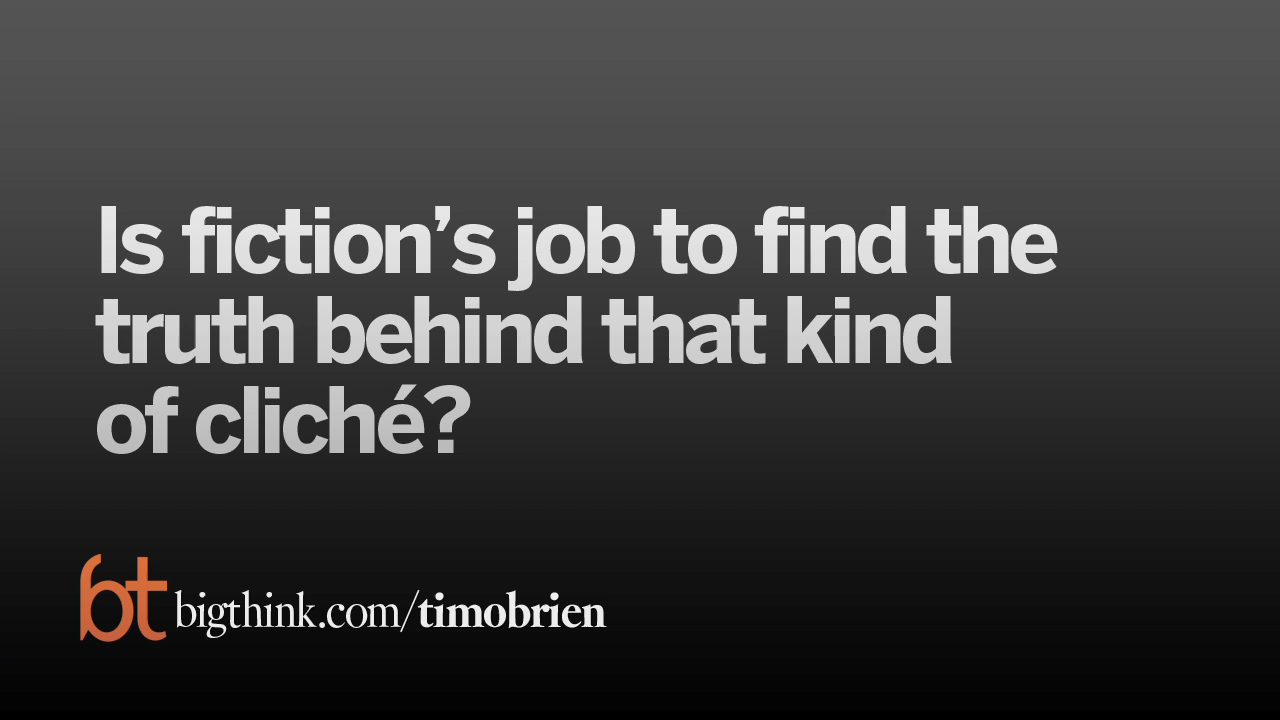 Is fiction’s job to find the
truth behind that kind
of cliché?
bt bigthink.com/timobrien